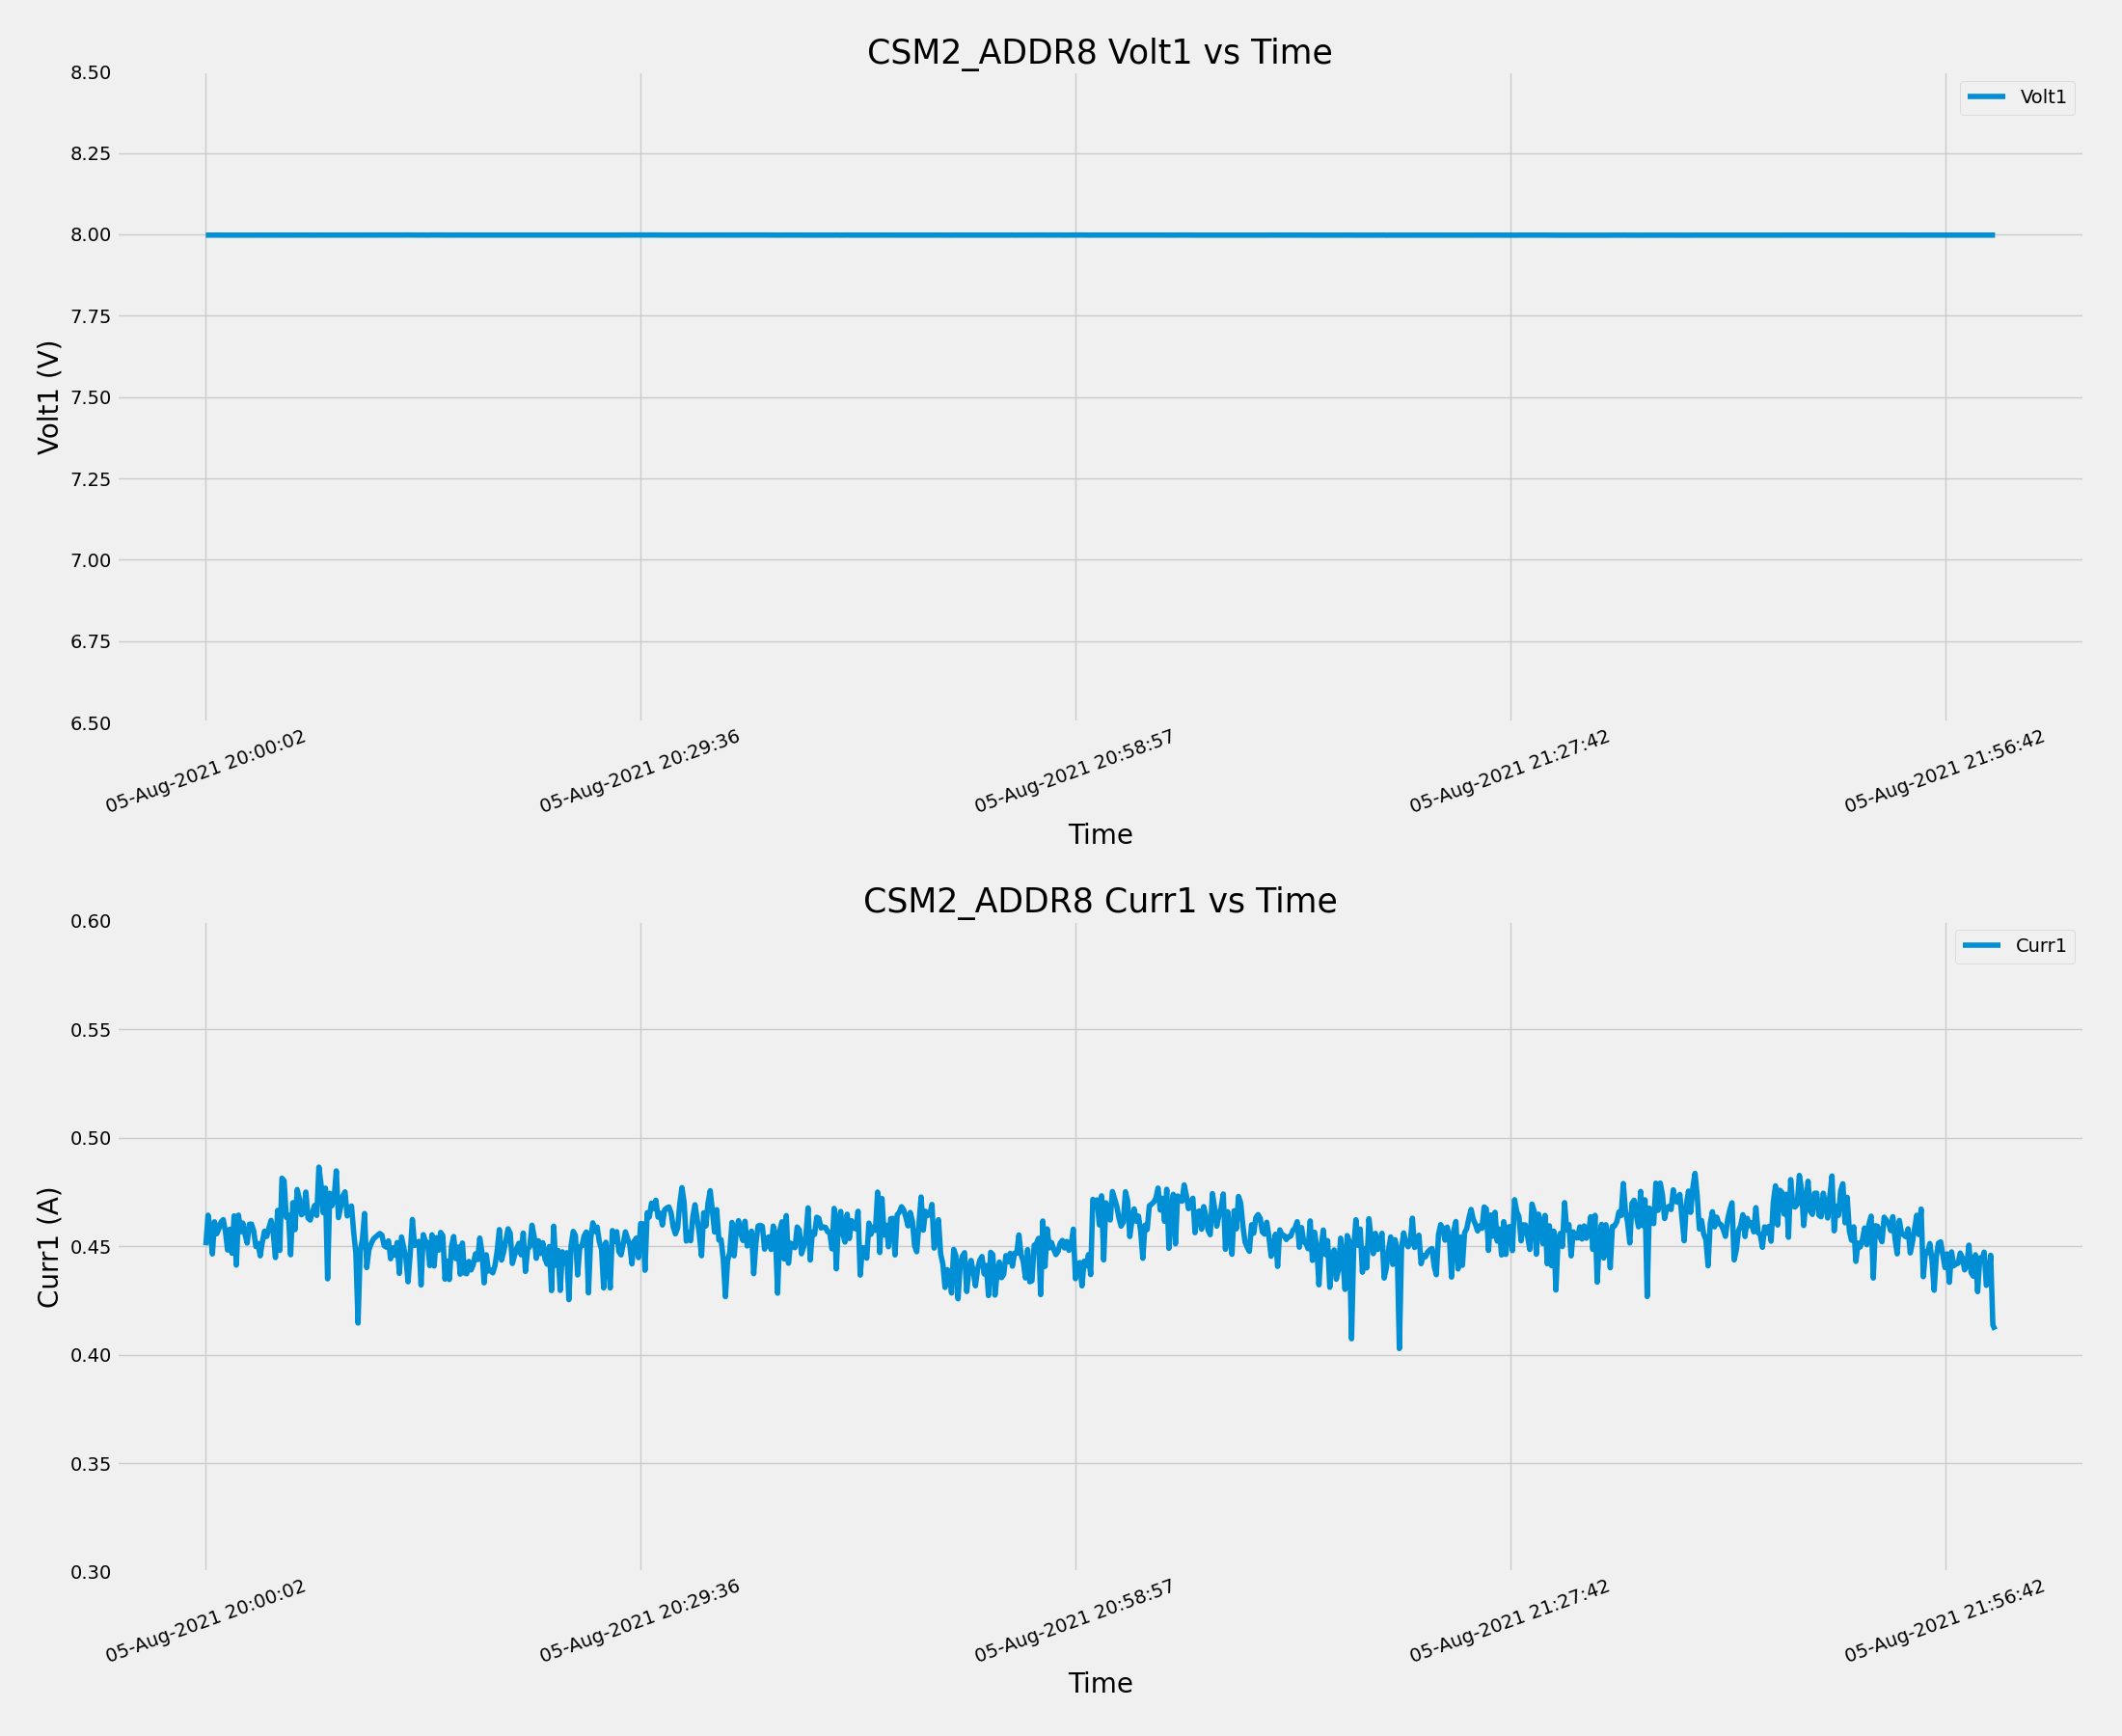 CSM2_ADDR8 Volt1 vs Time
8.50
Volt1
8.25
8.00
7.75
7.50
7.25
7.00
6.75
6.50
Volt1 (V)
05-Aug-2021 20:00:02
05-Aug-2021 20:29:36
05-Aug-2021 20:58:57
05-Aug-2021 21:27:42
05-Aug-2021 21:56:42
Time
CSM2_ADDR8 Curr1 vs Time
0.60
Curr1
0.55
0.50
0.45
0.40
0.35
0.30
Curr1 (A)
05-Aug-2021 20:00:02
05-Aug-2021 20:29:36
05-Aug-2021 20:58:57
05-Aug-2021 21:27:42
05-Aug-2021 21:56:42
Time